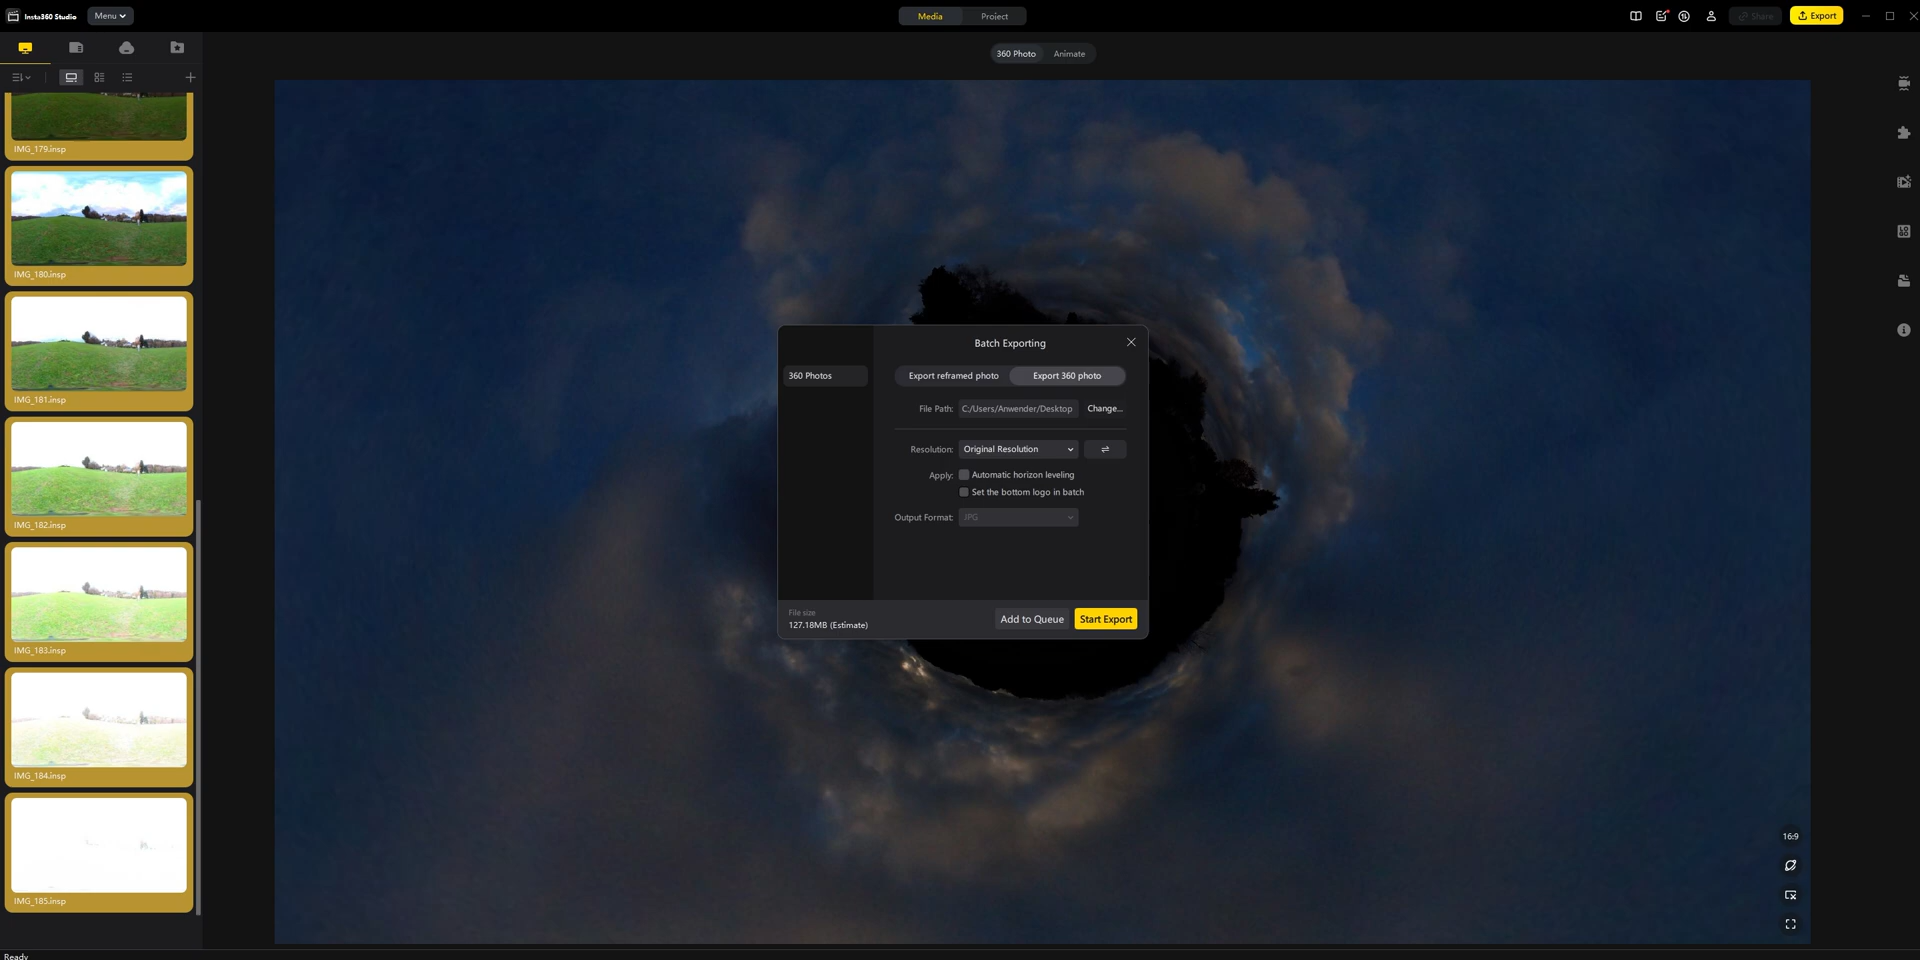 Insta360 Studio
Menu
Media
Project
Share
Export
360 Photo
Animate
IMG_179.insp
IMG_180.insp
IMG_181.insp
IMG_182.insp
IMG_183.insp
IMG_184.insp
IMG_185.insp
Batch Exporting
360 Photos
Export reframed photo
Export 360 photo
File Path: C:/Users/Anwender/Desktop Change...
Resolution: Original Resolution
Apply: Automatic horizon leveling
Set the bottom logo in batch
Output Format: JPG
File size
127.18MB (Estimate)
Add to Queue
Start Export
16:9
Ready